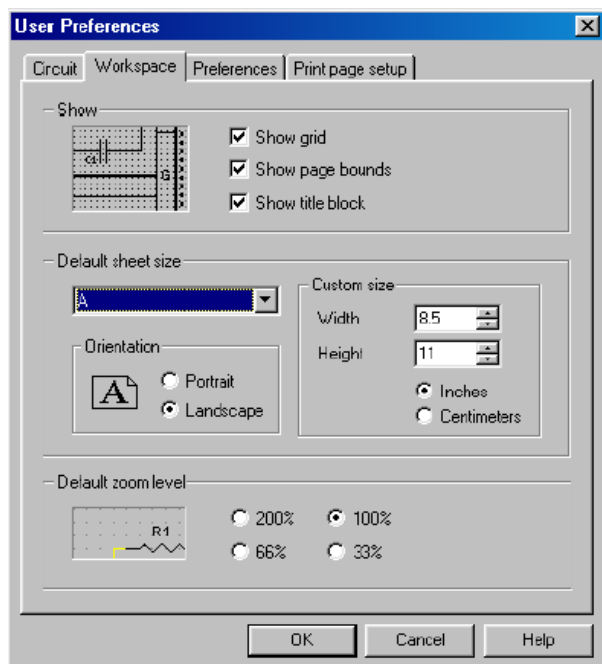 User Preferences
Circuit Workspace Preferences Print page setup
Show
C1
G
Show grid
Show page bounds
Show title block
Default sheet size
A
Orientation
A
Portrait
Landscape
Custom size
Width 8.5
Height 11
Inches
Centimeters
Default zoom level
R1
200% 100%
66% 33%
OK Cancel Help